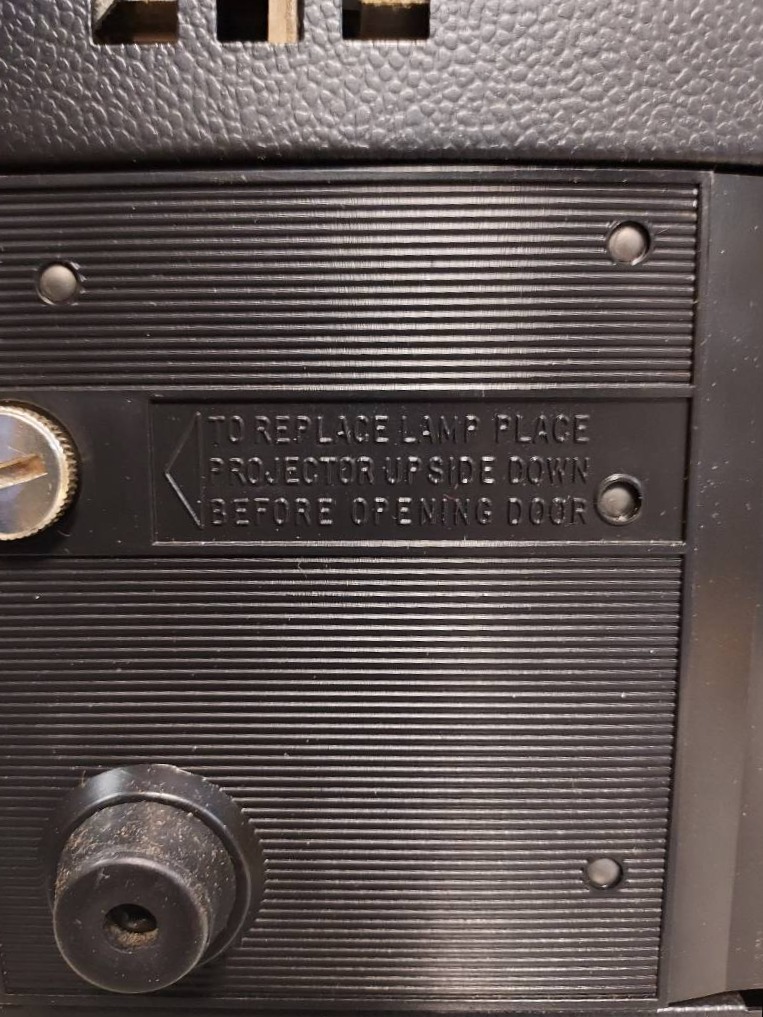 TO REPLACE LAMP PLACE
PROJECTOR UPSIDE DOWN
BEFORE OPENING DOOR